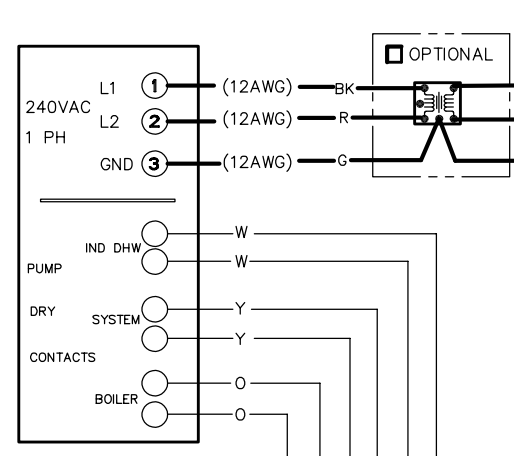 OPTIONAL
L1 1 (12AWG) BK
240VAC
L2 2 (12AWG) R
1 PH
GND 3 (12AWG) G
W
IND DHW
W
PUMP
Y
DRY
SYSTEM
Y
CONTACTS
O
BOILER
O